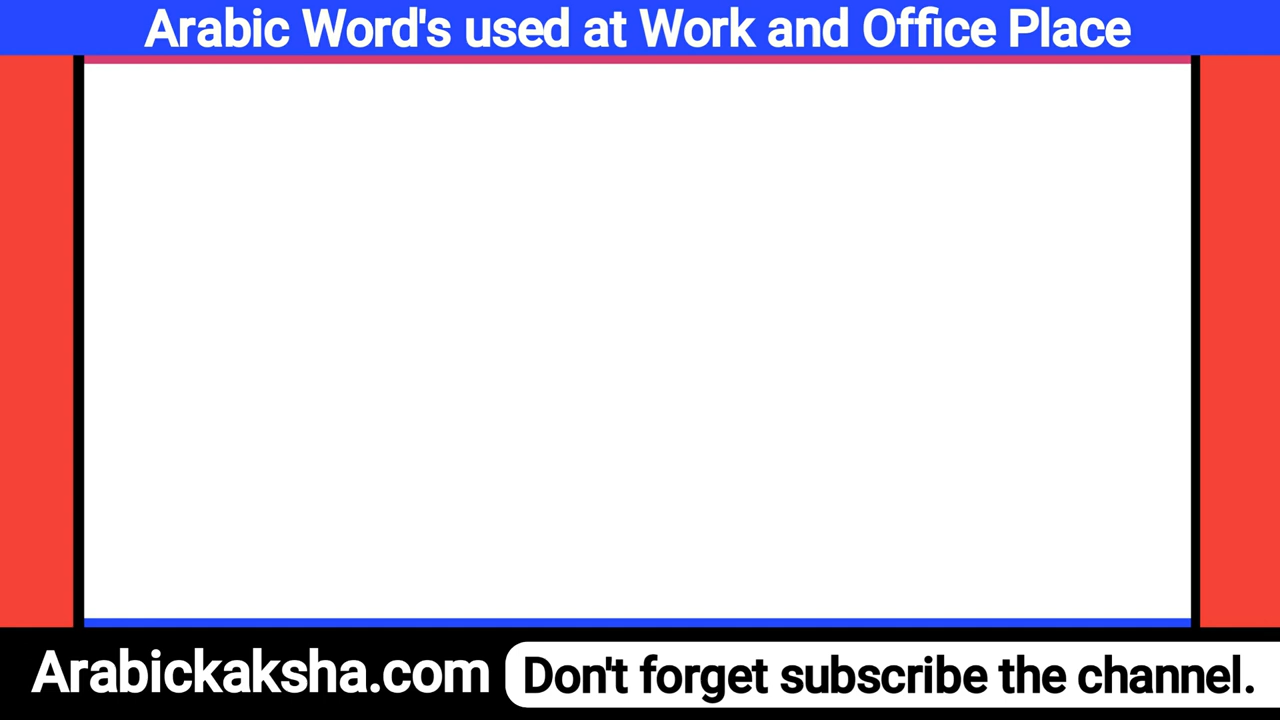 Arabic Word's used at Work and Office Place
Arabickaksha.com
Don't forget subscribe the channel.